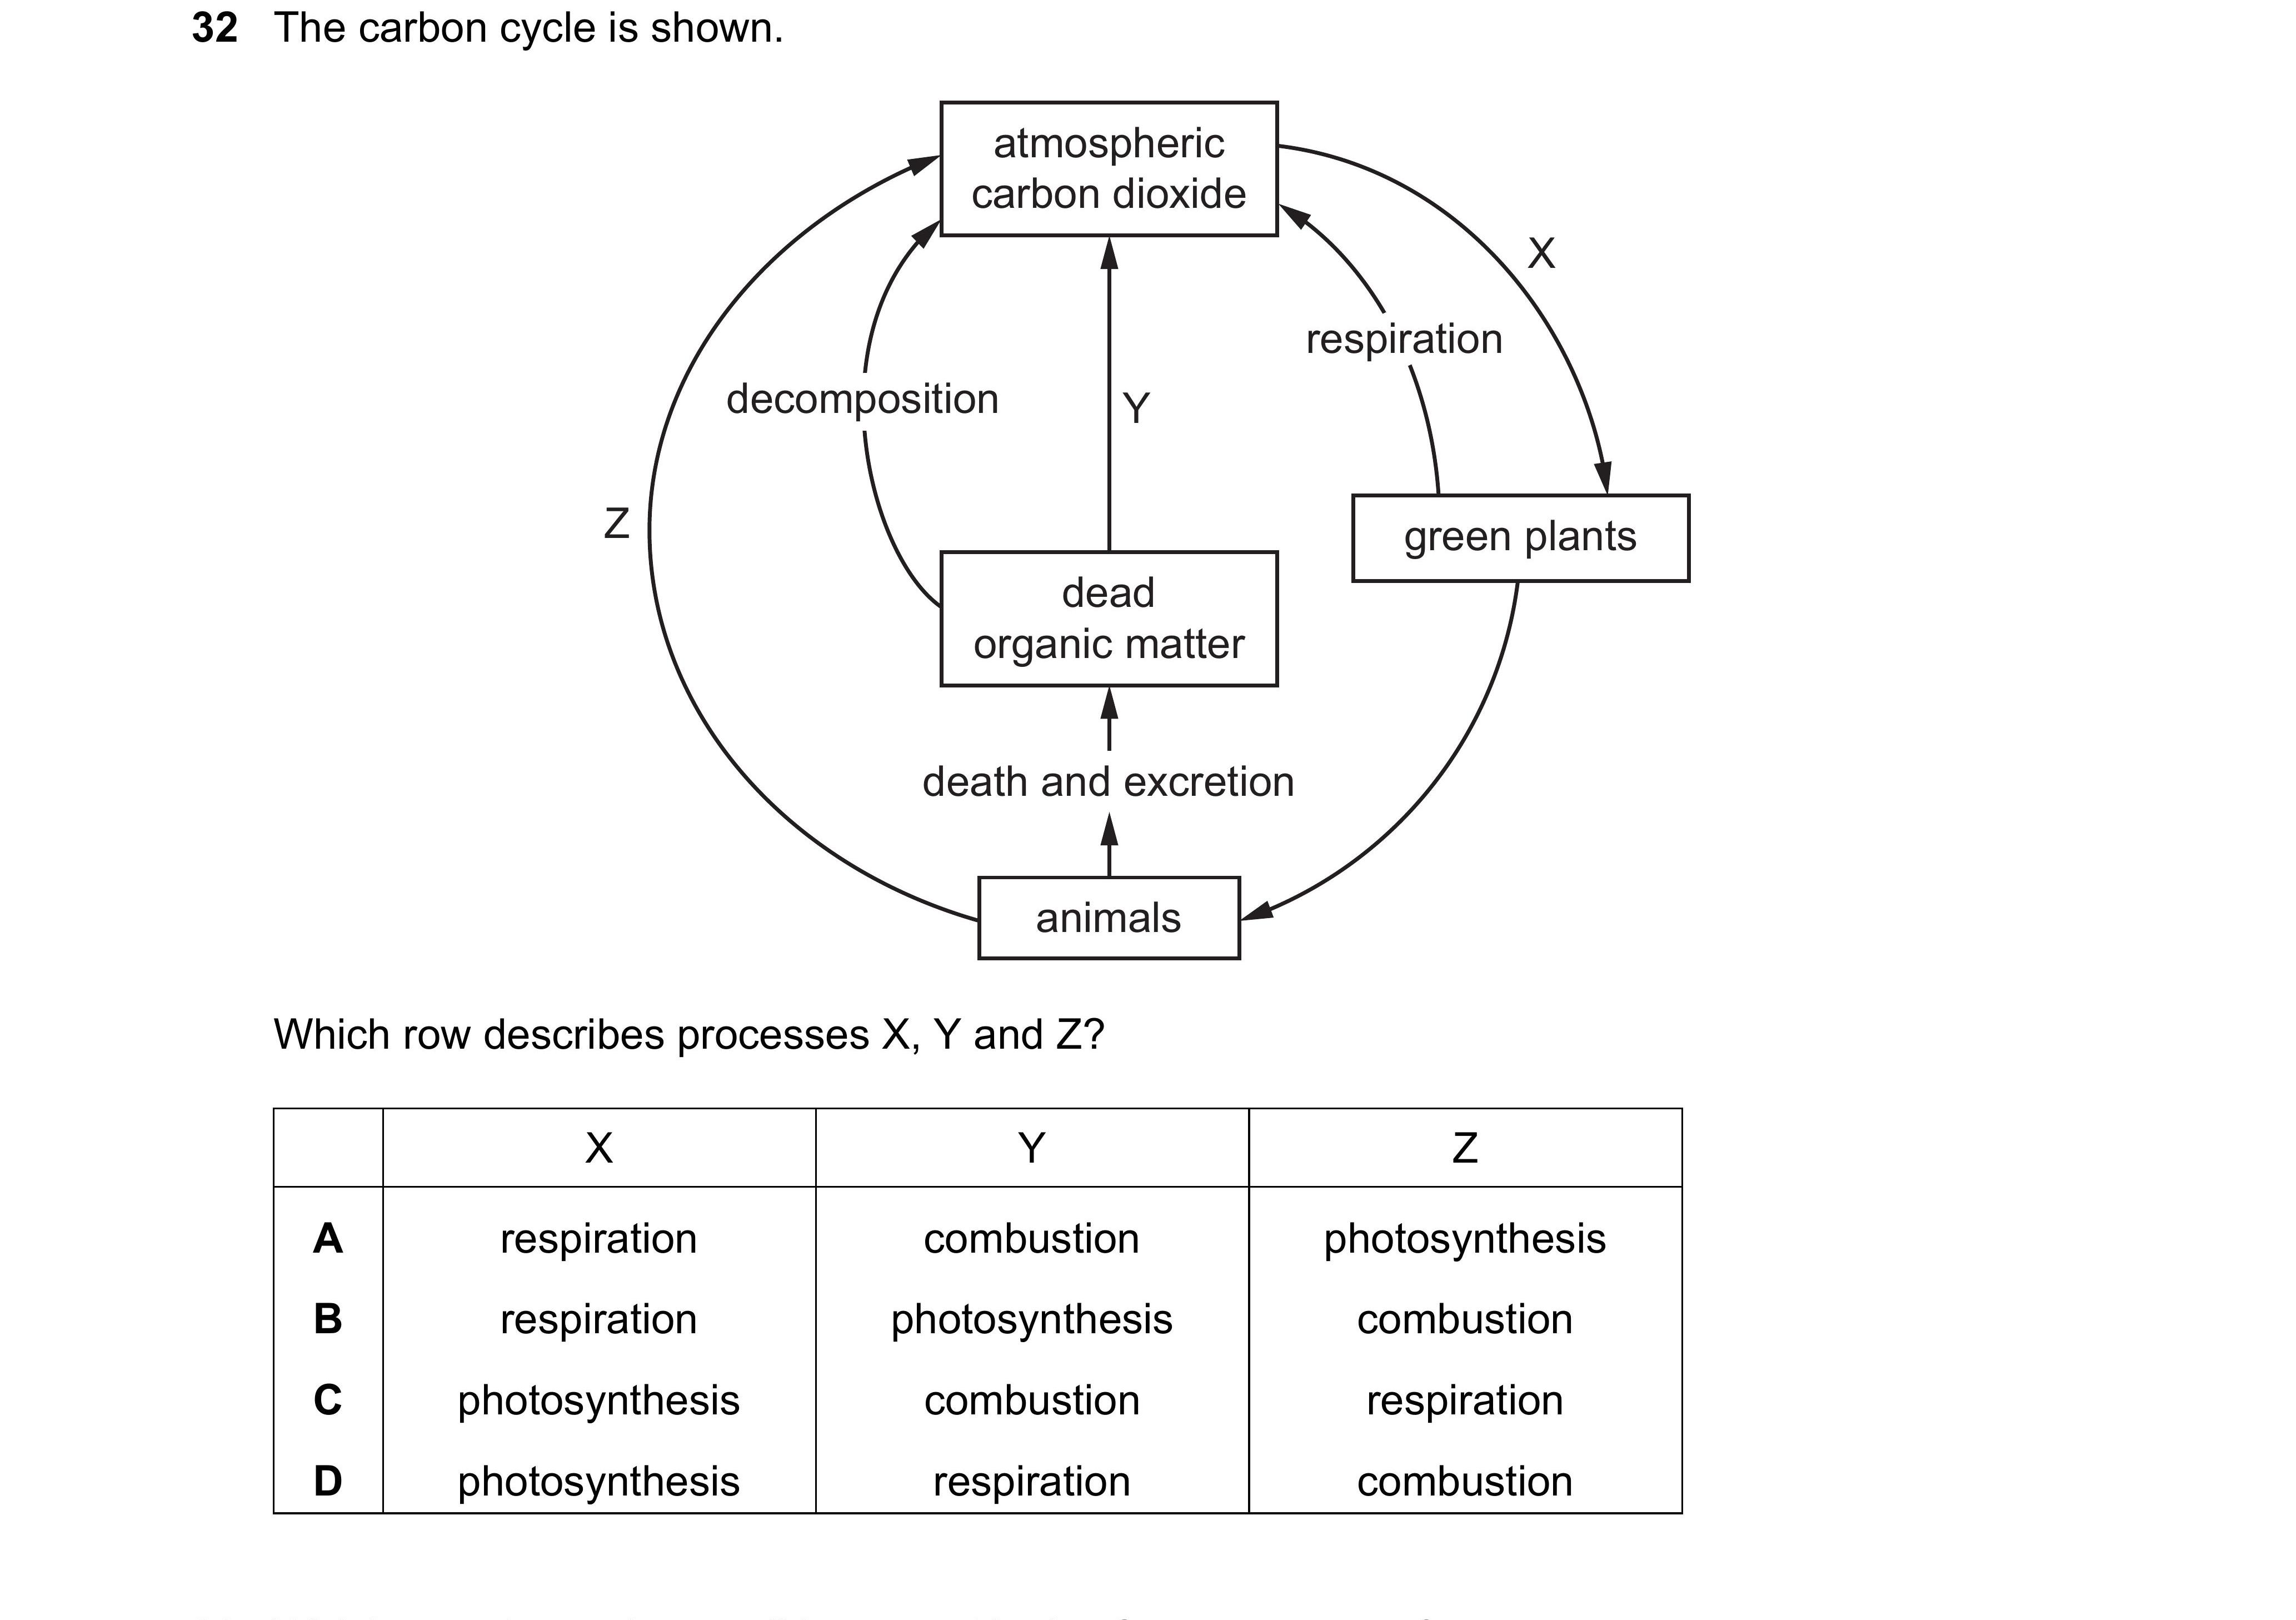 32 The carbon cycle is shown.
atmospheric
carbon dioxide
X
respiration
decomposition
Y
Z
green plants
dead
organic matter
death and excretion
animals
Which row describes processes X, Y and Z?
X Y Z
A respiration combustion photosynthesis
B respiration photosynthesis combustion
C photosynthesis combustion respiration
D photosynthesis respiration combustion